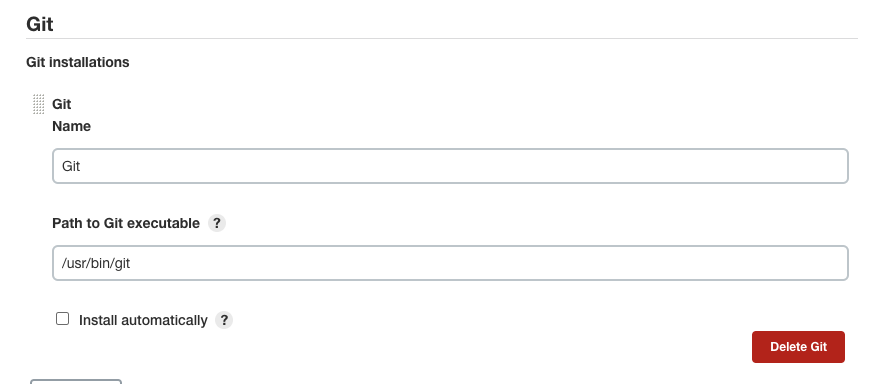 Git
Git installations
Git
Name
Git
Path to Git executable ?
/usr/bin/git
Install automatically ?
Delete Git